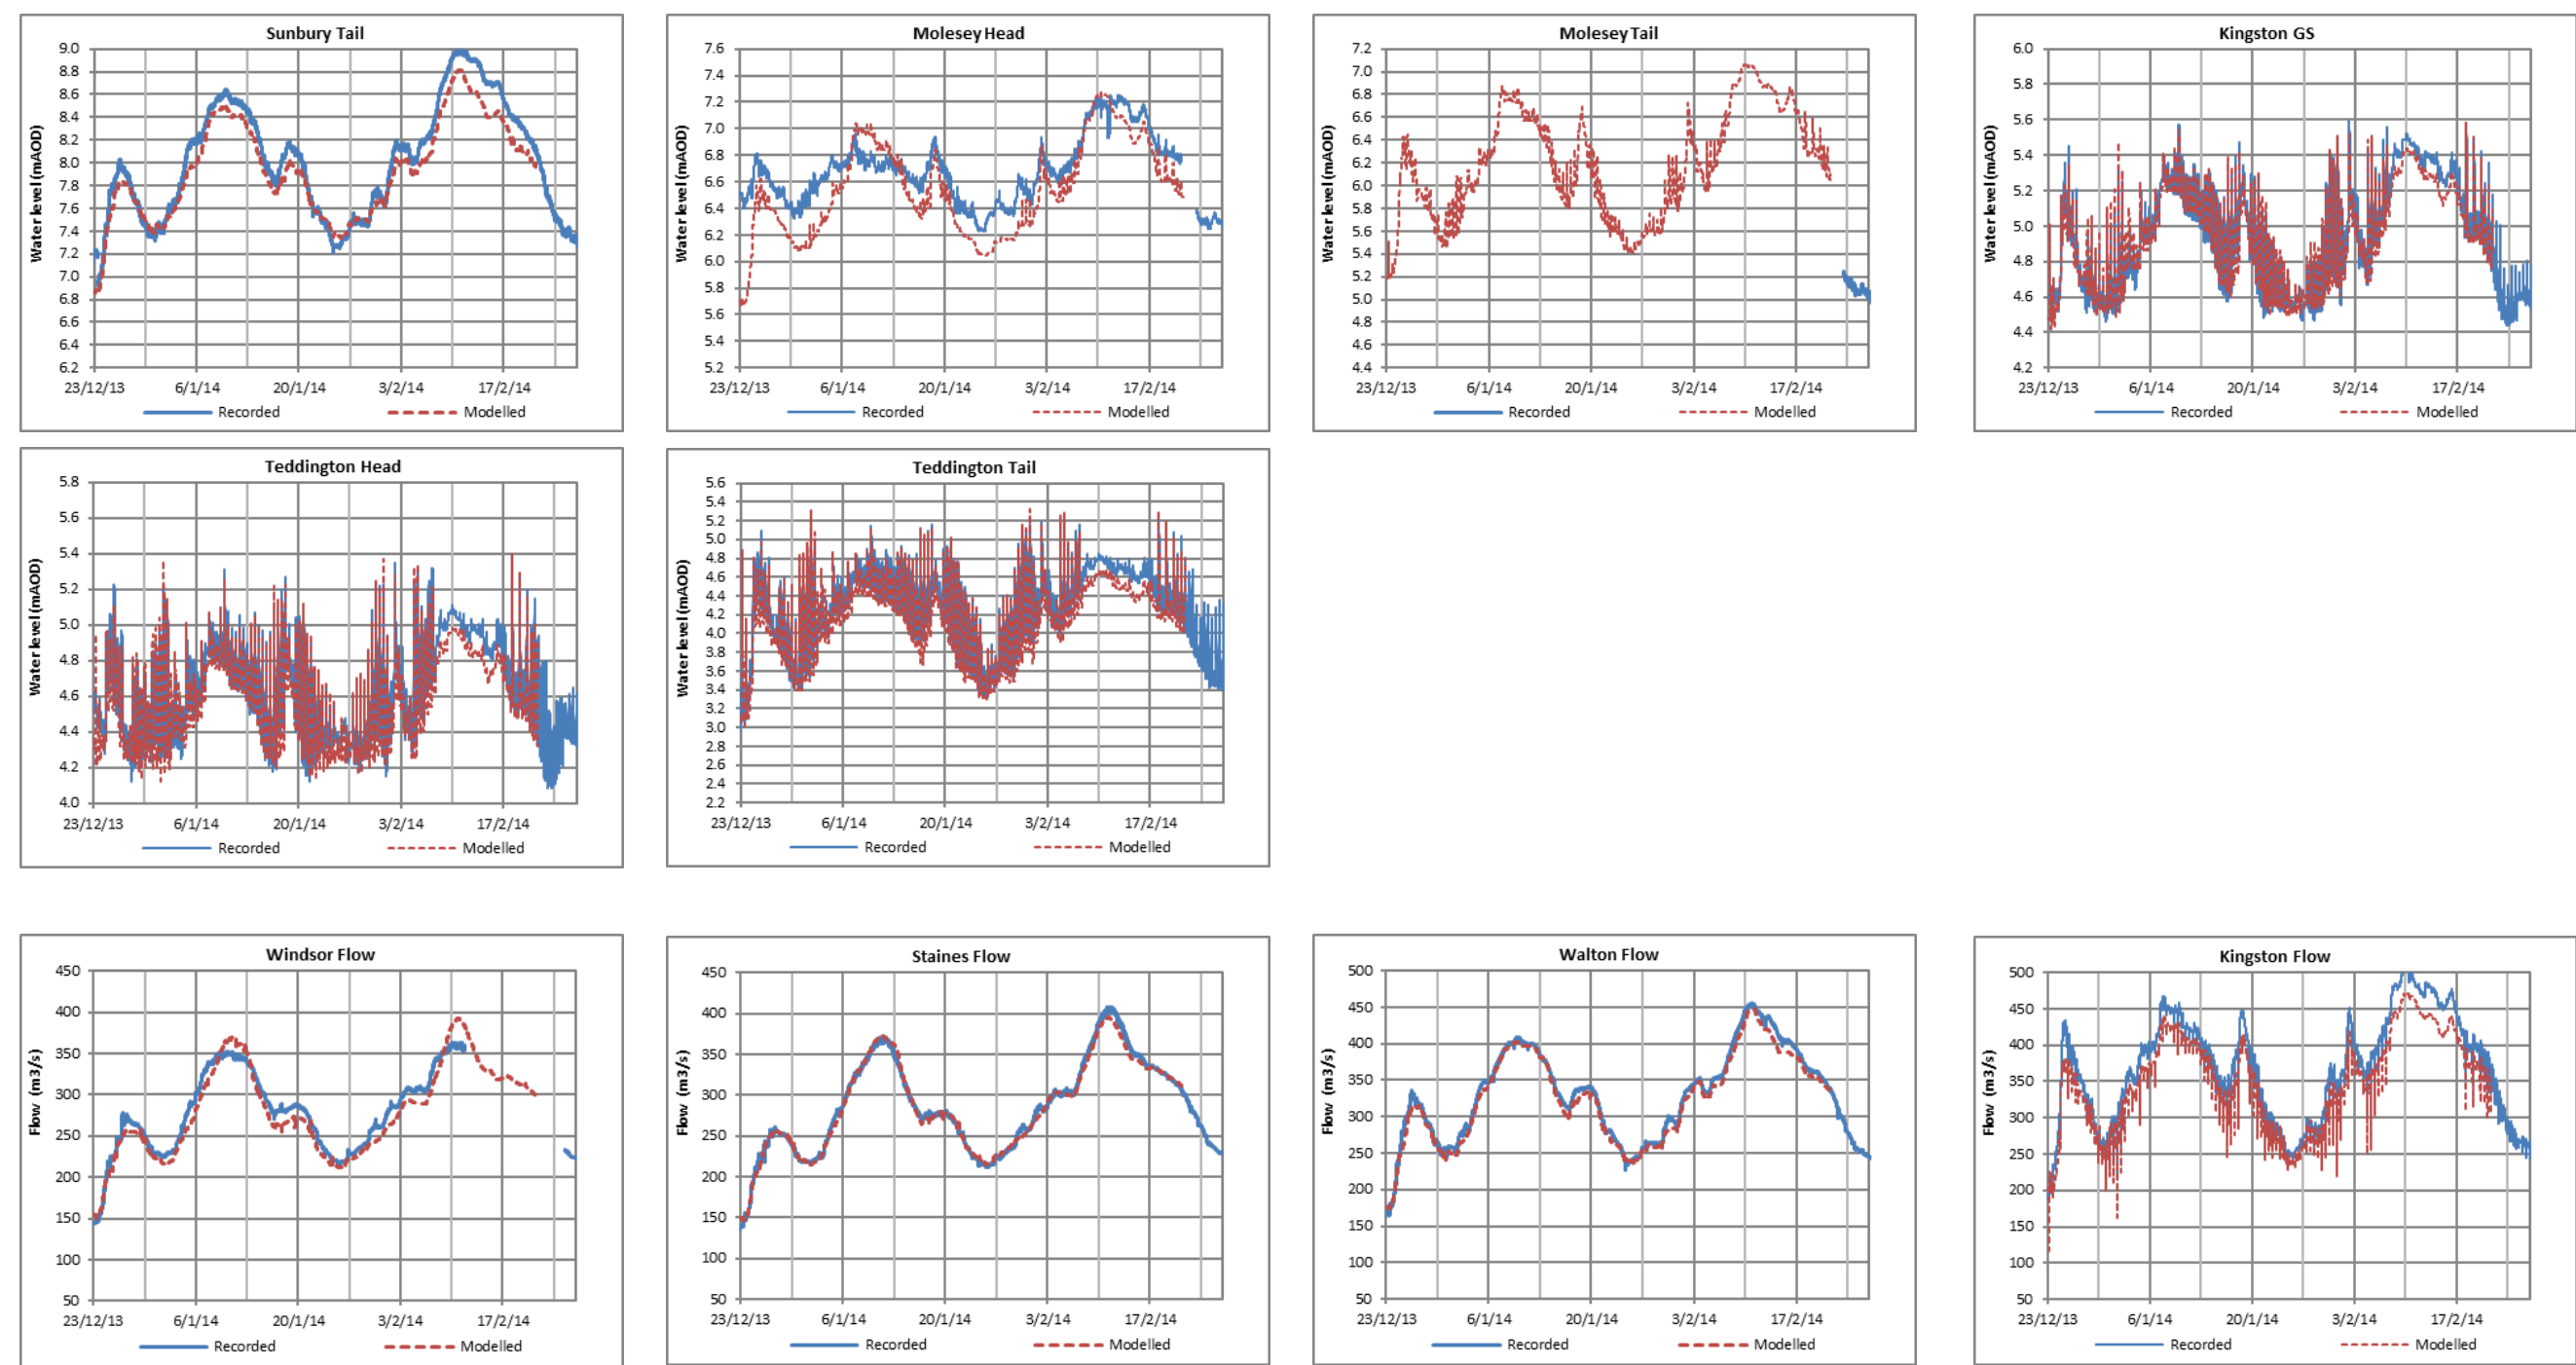 Sunbury Tail
Water level (mAOD)
9.0
8.8
8.6
8.4
8.2
8.0
7.8
7.6
7.4
7.2
7.0
6.8
6.6
6.4
6.2
23/12/13 6/1/14 20/1/14 3/2/14 17/2/14
Recorded Modelled
Molesey Head
Water level (mAOD)
7.6
7.4
7.2
7.0
6.8
6.6
6.4
6.2
6.0
5.8
5.6
5.4
5.2
23/12/13 6/1/14 20/1/14 3/2/14 17/2/14
Recorded Modelled
Molesey Tail
Water level (mAOD)
7.2
7.0
6.8
6.6
6.4
6.2
6.0
5.8
5.6
5.4
5.2
5.0
4.8
4.6
4.4
23/12/13 6/1/14 20/1/14 3/2/14 17/2/14
Recorded Modelled
Kingston GS
Water level (mAOD)
6.0
5.8
5.6
5.4
5.2
5.0
4.8
4.6
4.4
4.2
23/12/13 6/1/14 20/1/14 3/2/14 17/2/14
Recorded Modelled
Teddington Head
Water level (mAOD)
5.8
5.6
5.4
5.2
5.0
4.8
4.6
4.4
4.2
4.0
23/12/13 6/1/14 20/1/14 3/2/14 17/2/14
Recorded Modelled
Teddington Tail
Water level (mAOD)
5.6
5.4
5.2
5.0
4.8
4.6
4.4
4.2
4.0
3.8
3.6
3.4
3.2
3.0
2.8
2.6
2.4
2.2
23/12/13 6/1/14 20/1/14 3/2/14 17/2/14
Recorded Modelled
Windsor Flow
Flow (m3/s)
450
400
350
300
250
200
150
100
50
23/12/13 6/1/14 20/1/14 3/2/14 17/2/14
Recorded Modelled
Staines Flow
Flow (m3/s)
450
400
350
300
250
200
150
100
50
23/12/13 6/1/14 20/1/14 3/2/14 17/2/14
Recorded Modelled
Walton Flow
Flow (m3/s)
500
450
400
350
300
250
200
150
100
50
23/12/13 6/1/14 20/1/14 3/2/14 17/2/14
Recorded Modelled
Kingston Flow
Flow (m3/s)
500
450
400
350
300
250
200
150
100
50
23/12/13 6/1/14 20/1/14 3/2/14 17/2/14
Recorded Modelled